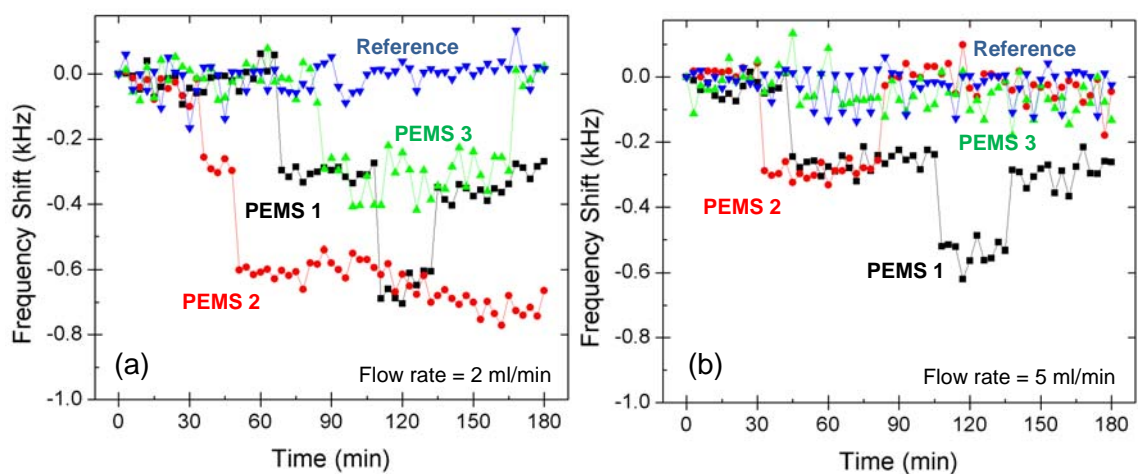 Reference
0.0
-0.2
-0.4
-0.6
-0.8
-1.0
Frequency Shift (kHz)
PEMS 3
PEMS 1
PEMS 2
(a)
Flow rate = 2 ml/min
0 30 60 90 120 150 180
Time (min)
Reference
0.0
-0.2
-0.4
-0.6
-0.8
-1.0
Frequency Shift (kHz)
PEMS 3
PEMS 2
PEMS 1
(b)
Flow rate = 5 ml/min
0 30 60 90 120 150 180
Time (min)